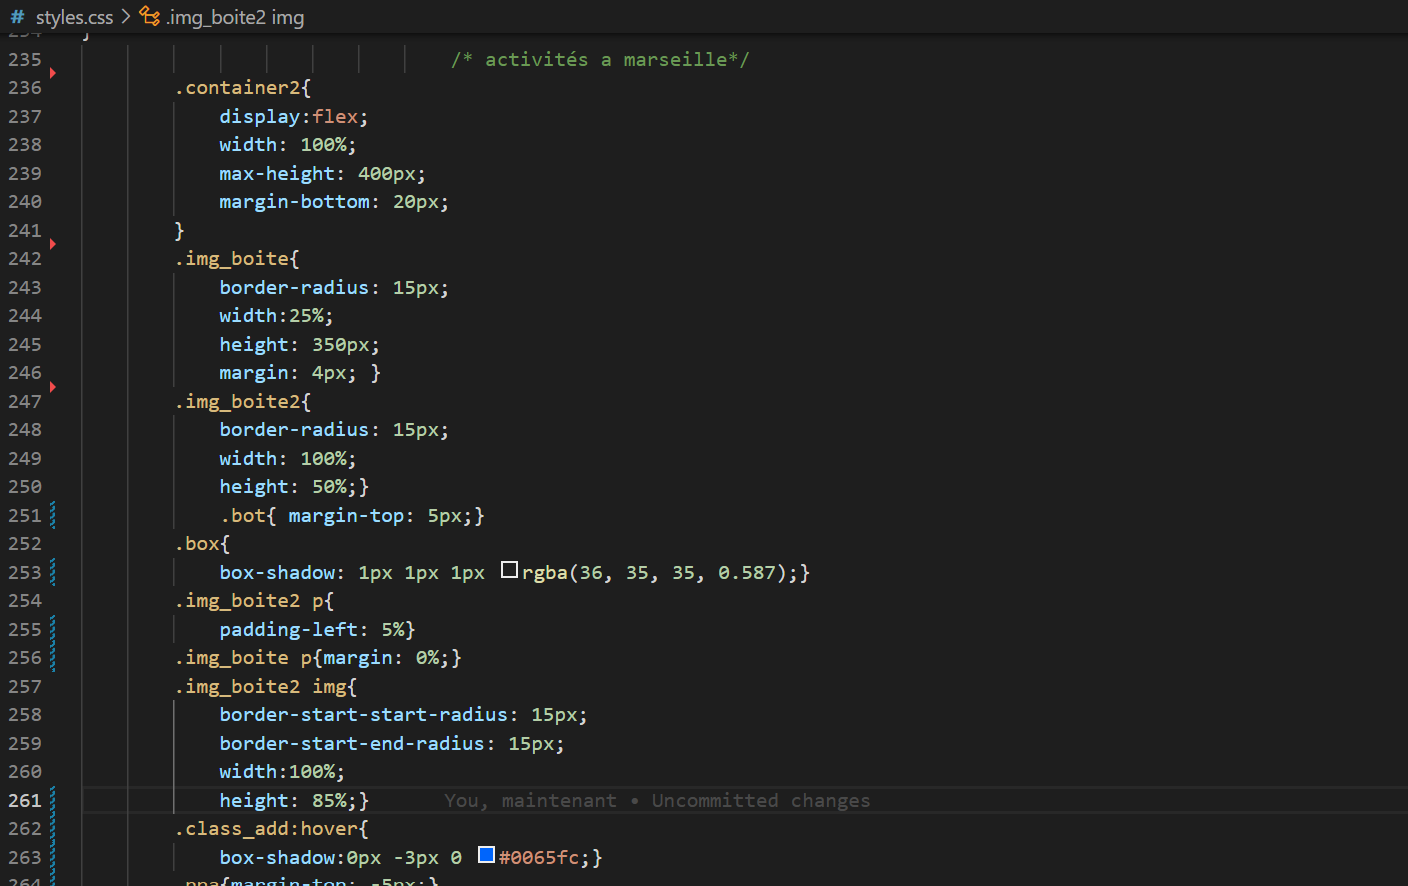 # styles.css > .img_boite2 img
234 }
235 /* activités a marseille*/
236 .container2{
237 display:flex;
238 width: 100%;
239 max-height: 400px;
240 margin-bottom: 20px;
241 }
242 .img_boite{
243 border-radius: 15px;
244 width:25%;
245 height: 350px;
246 margin: 4px; }
247 .img_boite2{
248 border-radius: 15px;
249 width: 100%;
250 height: 50%;}
251 .bot{ margin-top: 5px;}
252 .box{
253 box-shadow: 1px 1px 1px rgba(36, 35, 35, 0.587);}
254 .img_boite2 p{
255 padding-left: 5%}
256 .img_boite p{margin: 0%;}
257 .img_boite2 img{
258 border-start-start-radius: 15px;
259 border-start-end-radius: 15px;
260 width:100%;
261 height: 85%;} You, maintenant • Uncommitted changes
262 .class_add:hover{
263 box-shadow:0px -3px 0 #0065fc;}
264 .ppa{margin-top: -5px;}